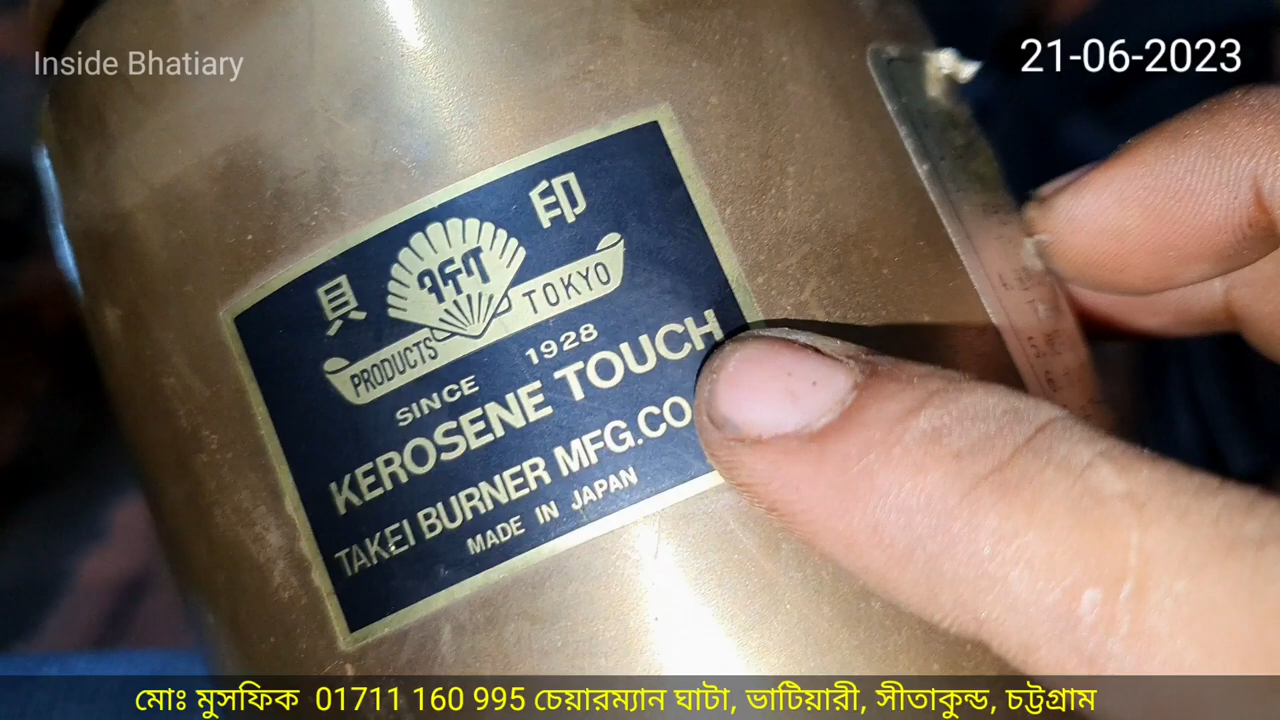 Inside Bhatiary
21-06-2023
貝 印
PRODUCTS TOKYO
SINCE 1928
KEROSENE TOUCH
TAKEI BURNER MFG.CO
MADE IN JAPAN
মোঃ মুসফিক 01711 160 995 চেয়ারম্যান ঘাটা, ভাটিয়ারী, সীতাকুন্ড, চট্টগ্রাম